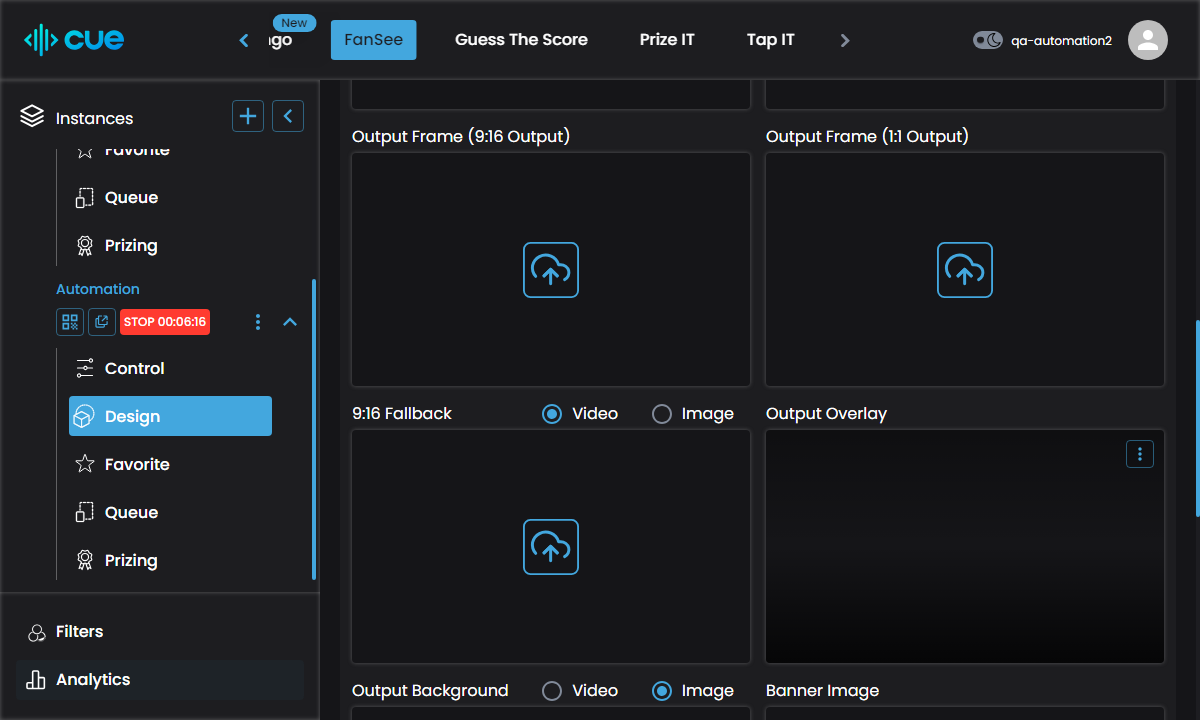 cue
New
FanSee
Guess The Score
Prize IT
Tap IT
qa-automation2
Instances
Favorite
Queue
Prizing
Automation
STOP 00:06:16
Control
Design
Favorite
Queue
Prizing
Filters
Analytics
Output Frame (9:16 Output)
Output Frame (1:1 Output)
9:16 Fallback
Video
Image
Output Overlay
Output Background
Video
Image
Banner Image